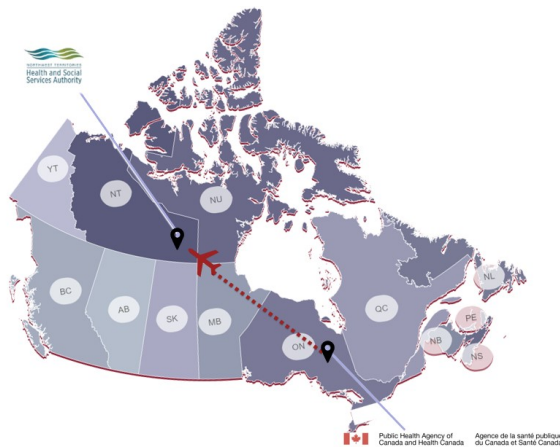 NORTHWEST TERRITORIES
Health and Social
Services Authority
YT
NT
NU
BC
AB
SK
MB
ON
QC
NL
PE
NB
NS
Public Health Agency of
Canada and Health Canada
Agence de la santé publique
du Canada et Santé Canada